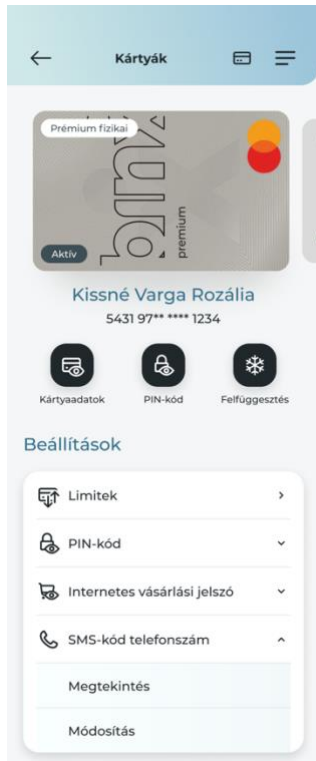 Kártyák
Prémium fizikai
Aktív
bnnk
premium
Kissné Varga Rozália
5431 97** **** 1234
Kártyaadatok
PIN-kód
Felfüggesztés
Beállítások
Limitek
PIN-kód
Internetes vásárlási jelszó
SMS-kód telefonszám
Megtekintés
Módosítás